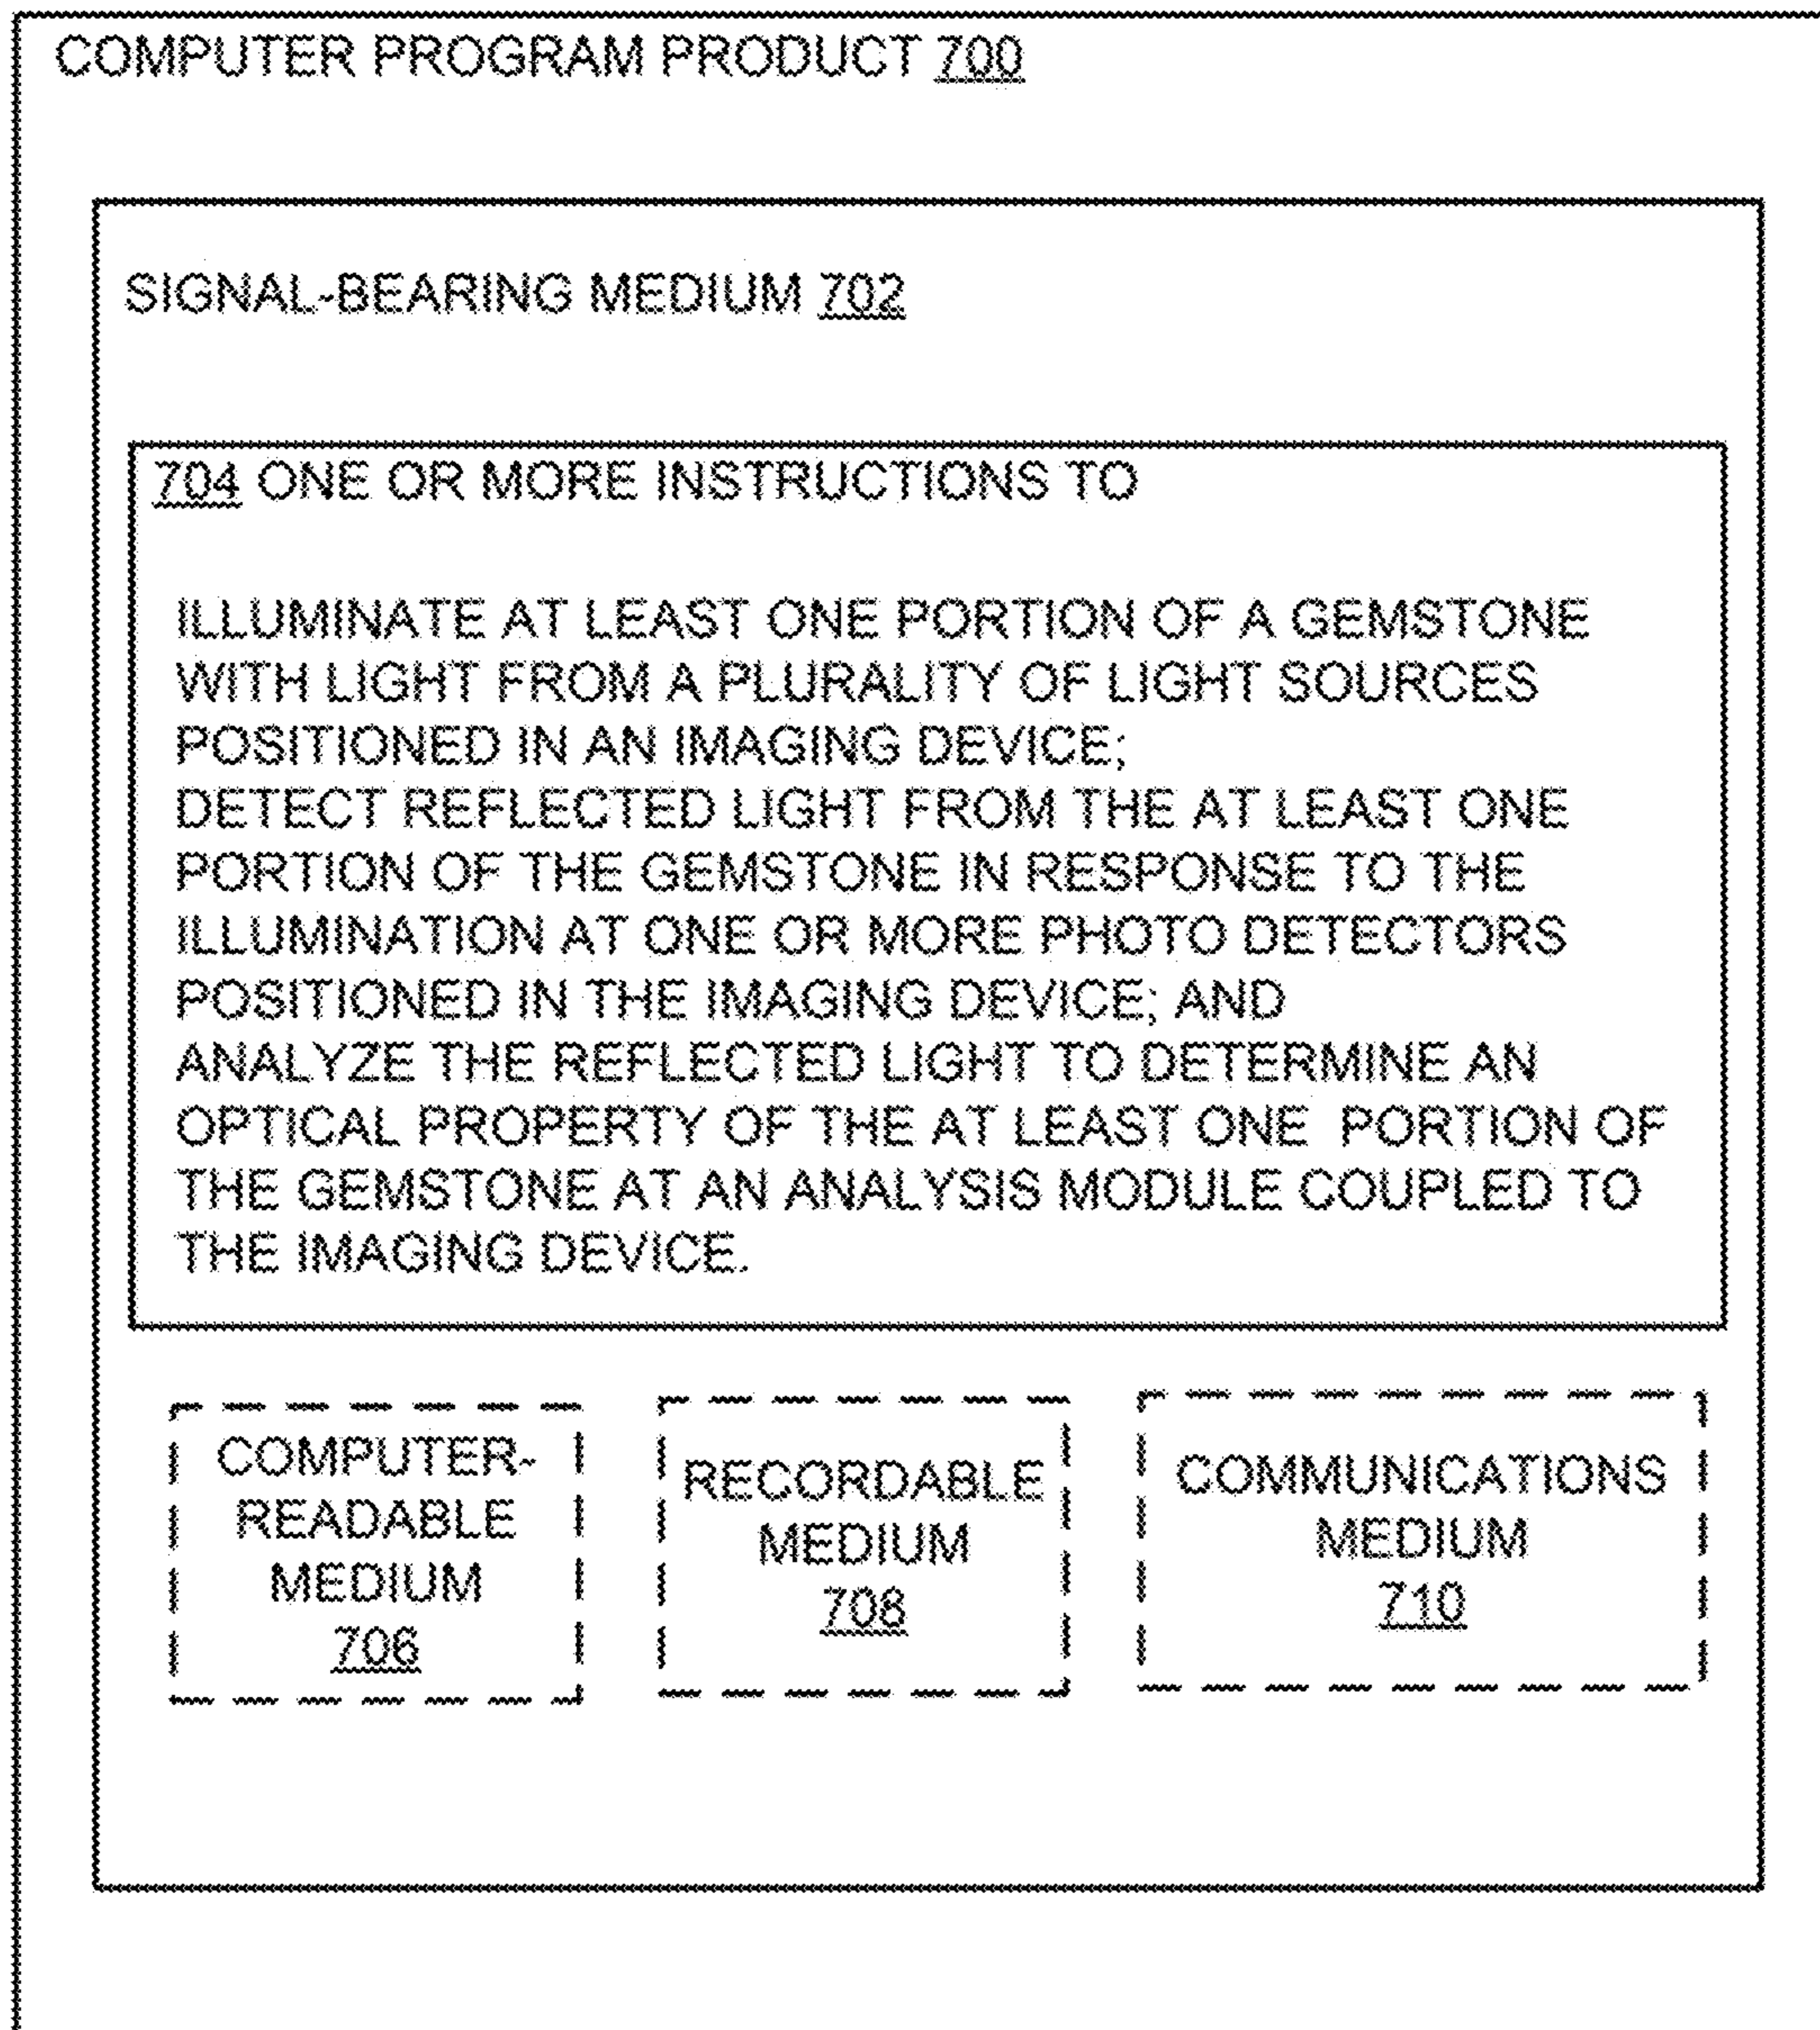 COMPUTER PROGRAM PRODUCT 700
SIGNAL-BEARING MEDIUM 702
704 ONE OR MORE INSTRUCTIONS TO
ILLUMINATE AT LEAST ONE PORTION OF A GEMSTONE
WITH LIGHT FROM A PLURALITY OF LIGHT SOURCES
POSITIONED IN AN IMAGING DEVICE;
DETECT REFLECTED LIGHT FROM THE AT LEAST ONE
PORTION OF THE GEMSTONE IN RESPONSE TO THE
ILLUMINATION AT ONE OR MORE PHOTO DETECTORS
POSITIONED IN THE IMAGING DEVICE; AND
ANALYZE THE REFLECTED LIGHT TO DETERMINE AN
OPTICAL PROPERTY OF THE AT LEAST ONE PORTION OF
THE GEMSTONE AT AN ANALYSIS MODULE COUPLED TO
THE IMAGING DEVICE.
COMPUTER-
READABLE
MEDIUM
706
RECORDABLE
MEDIUM
708
COMMUNICATIONS
MEDIUM
710